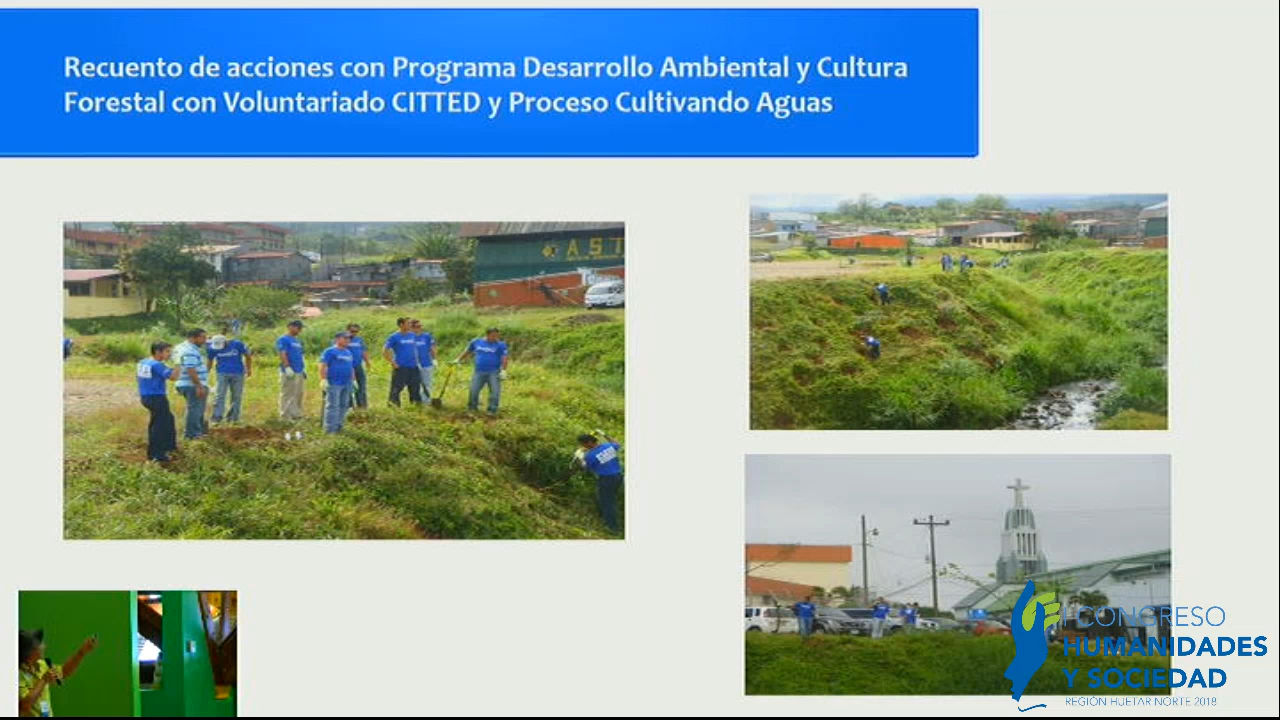 Recuento de acciones con Programa Desarrollo Ambiental y Cultura
Forestal con Voluntariado CITTED y Proceso Cultivando Aguas
AST
I CONGRESO
HUMANIDADES
Y SOCIEDAD
REGIÓN HUETAR NORTE 2018